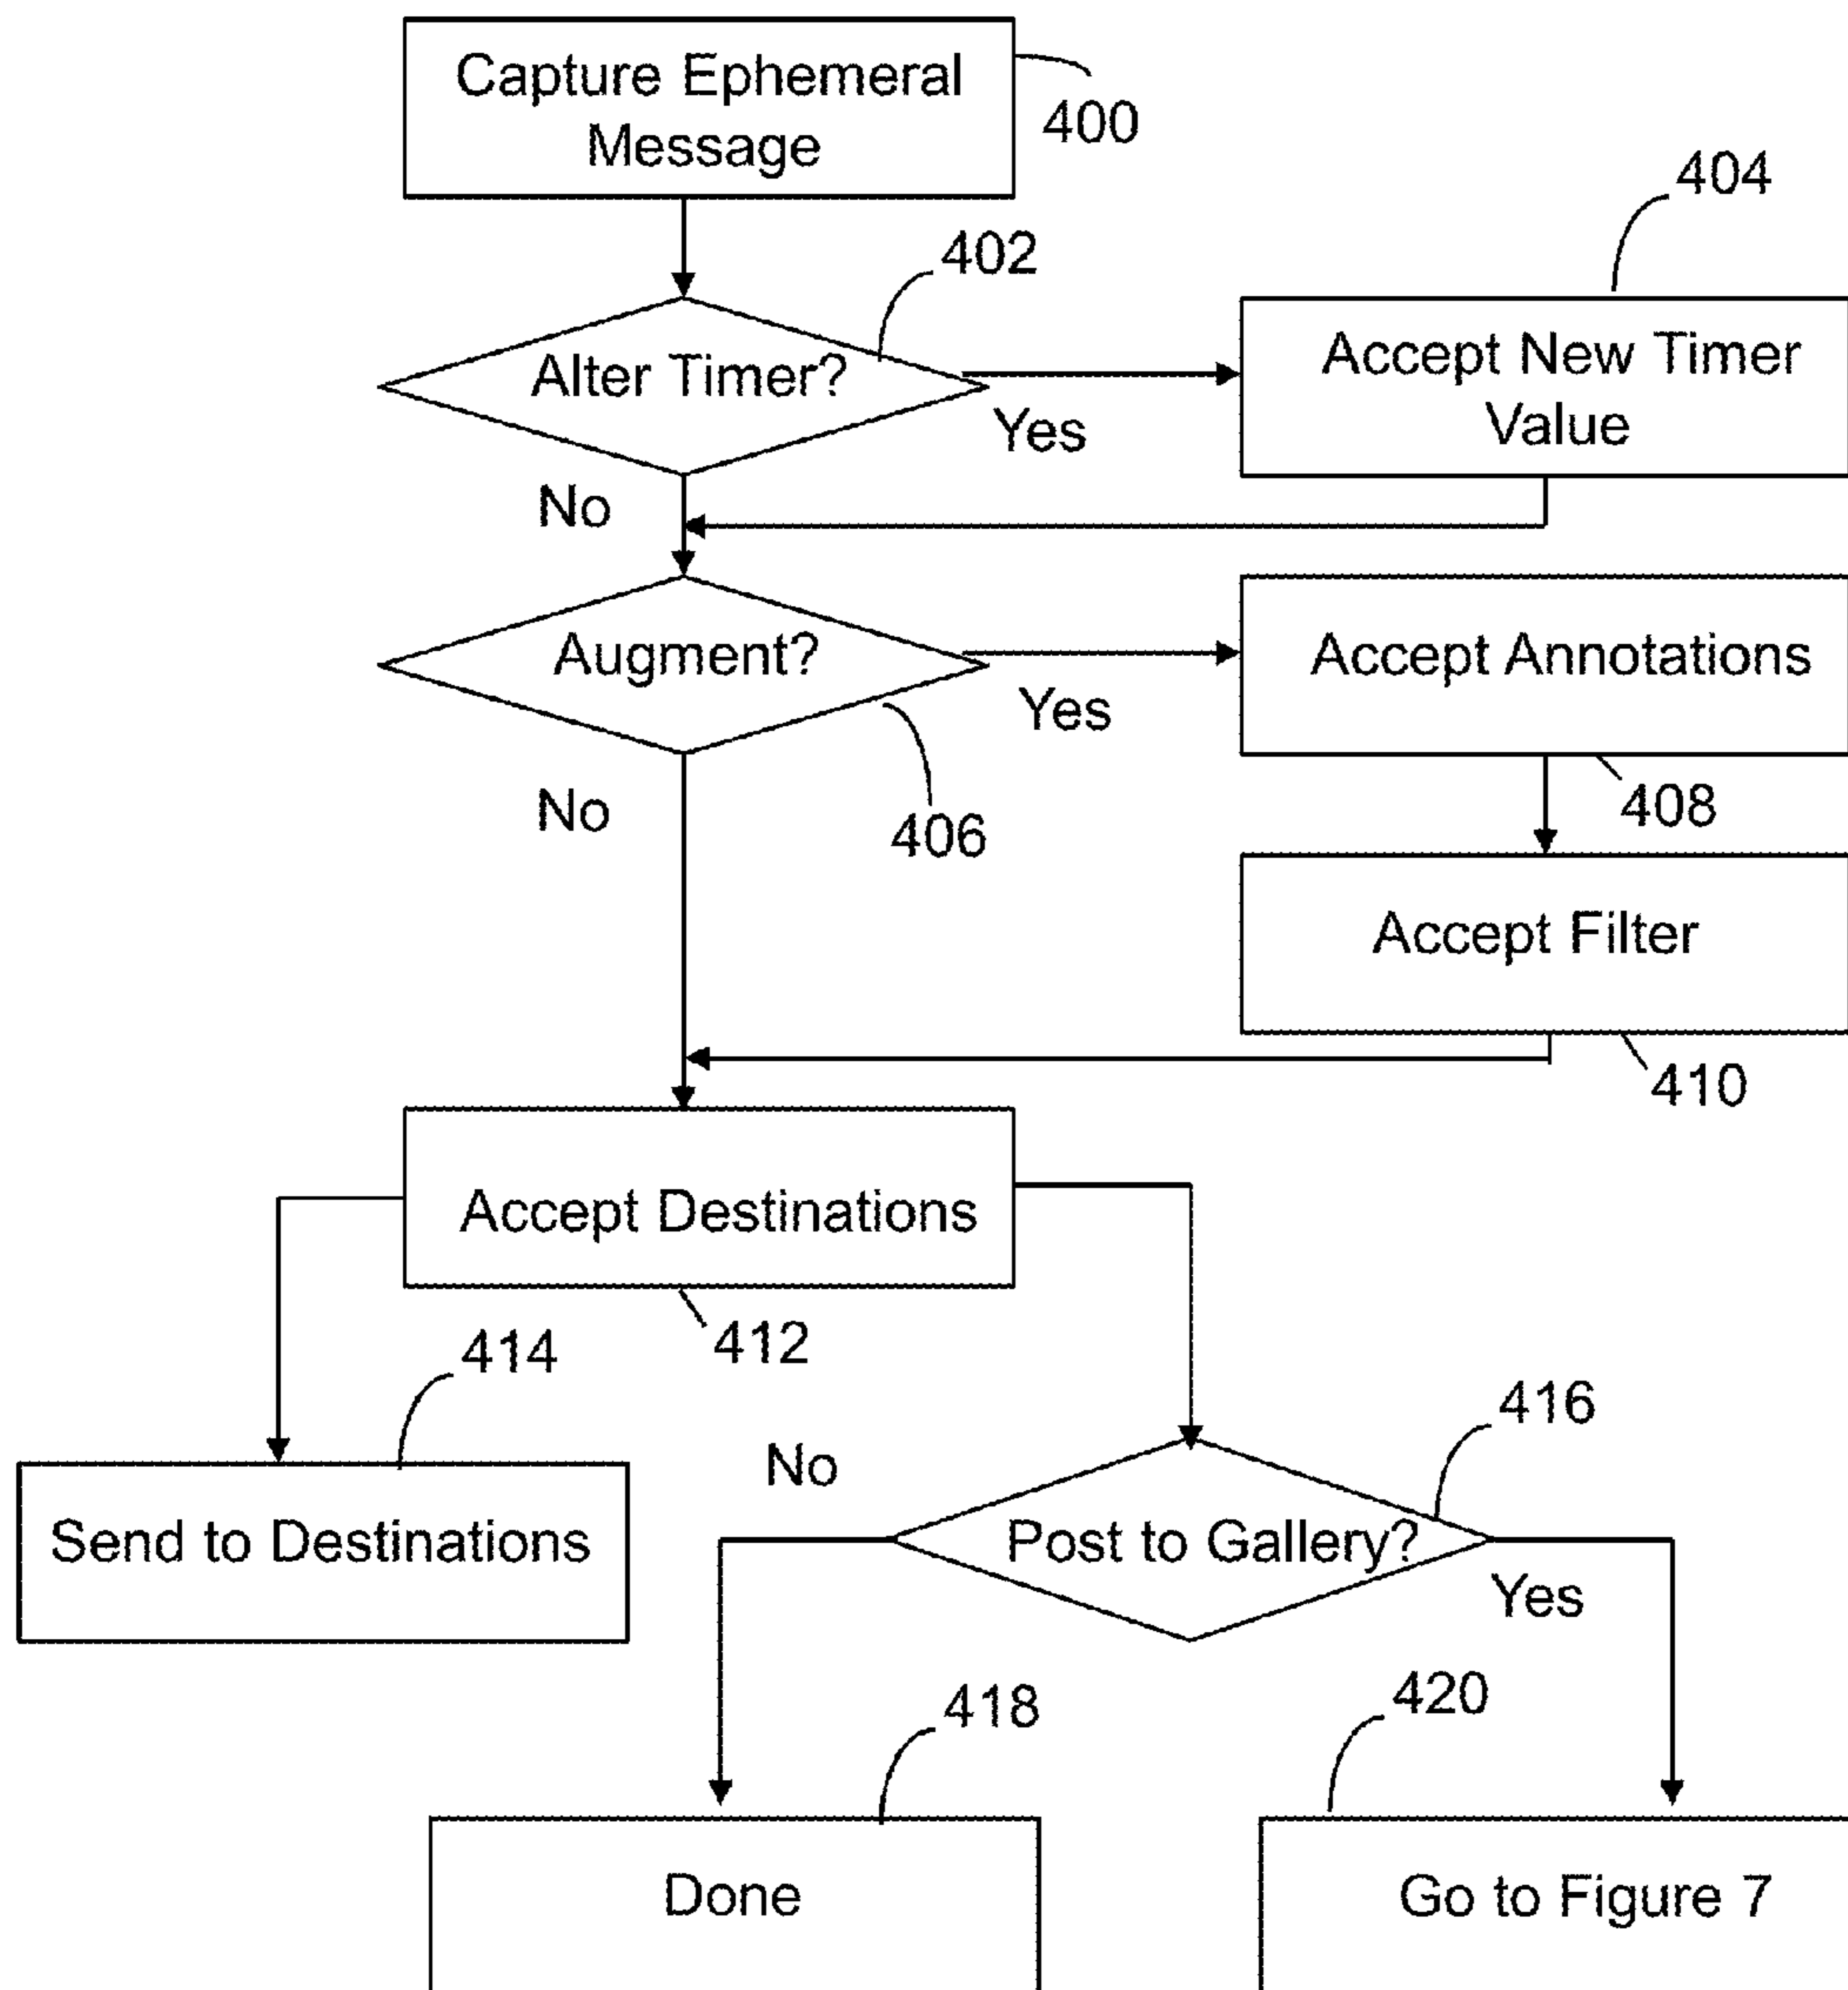 Capture Ephemeral
Message
400
402
404
Alter Timer?
Yes
Accept New Timer
Value
No
Augment?
Yes
Accept Annotations
408
No
406
Accept Filter
410
Accept Destinations
412
414
416
Send to Destinations
No
Post to Gallery?
Yes
418
420
Done
Go to Figure 7